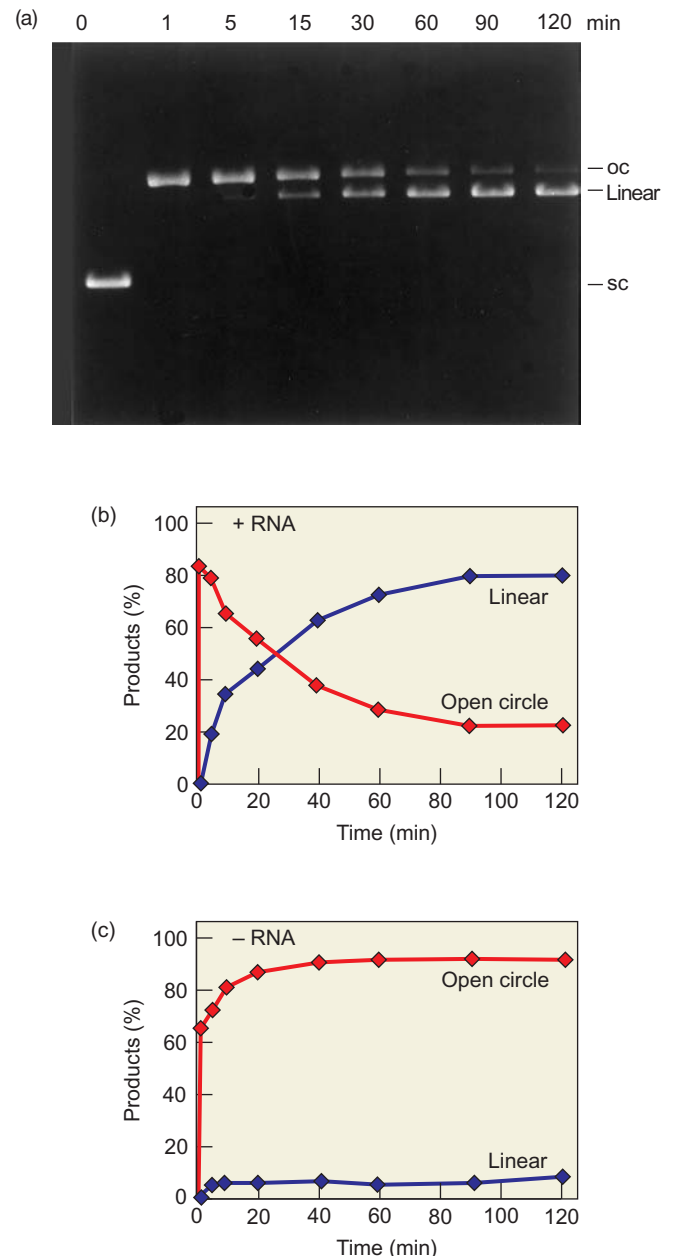 (a) 0 1 5 15 30 60 90 120 min
– oc
– Linear
– sc
(b)
+ RNA
100
80
60
40
20
0
Products (%)
Linear
Open circle
0 20 40 60 80 100 120
Time (min)
(c)
– RNA
100
80
60
40
20
0
Products (%)
Open circle
Linear
0 20 40 60 80 100 120
Time (min)